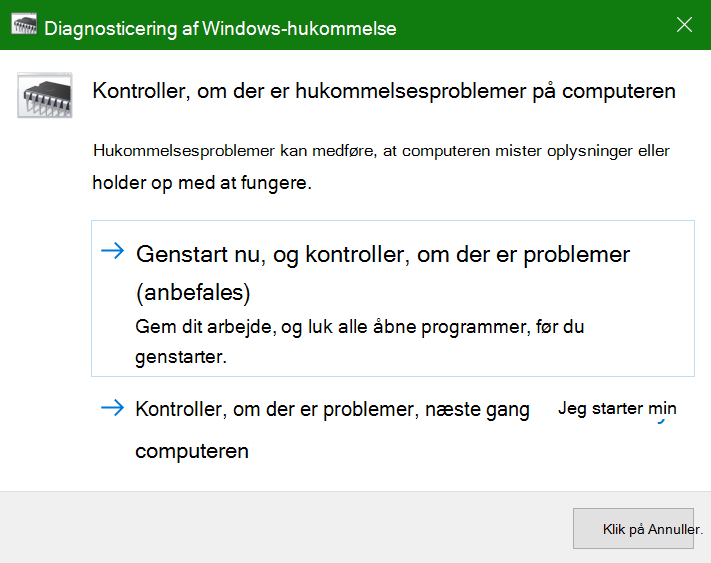 Diagnosticering af Windows-hukommelse
Kontroller, om der er hukommelsesproblemer på computeren
Hukommelsesproblemer kan medføre, at computeren mister oplysninger eller
holder op med at fungere.
Genstart nu, og kontroller, om der er problemer
(anbefales)
Gem dit arbejde, og luk alle åbne programmer, før du
genstarter.
Kontroller, om der er problemer, næste gang Jeg starter min
computeren
Klik på Annuller.